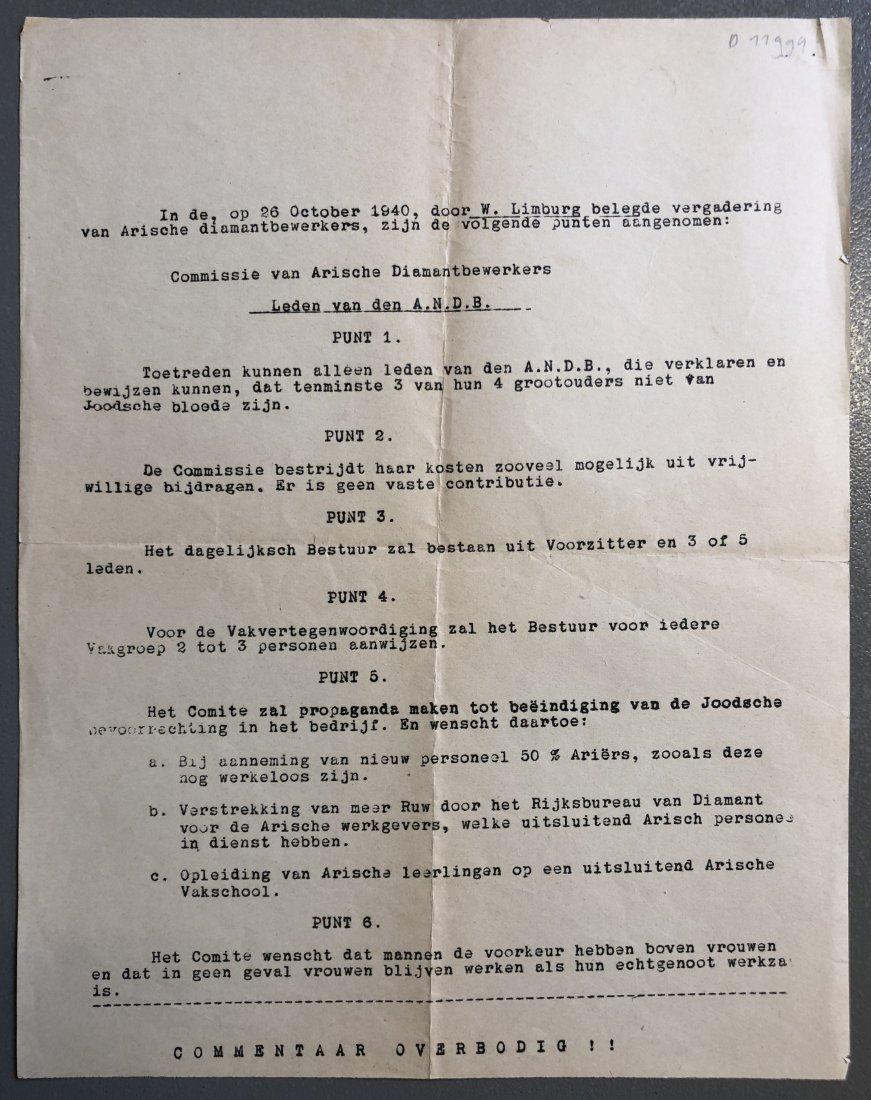 D 11999.
In de, op 26 October 1940, door W. Limburg belegde vergadering
van Arische diamantbewerkers, zijn de volgende punten aangenomen:
Commissie van Arische Diamantbewerkers
Leden van den A.N.D.B.
PUNT 1.
Toetreden kunnen alleen leden van den A.N.D.B., die verklaren en
bewijzen kunnen, dat tenminste 3 van hun 4 grootouders niet van
Joodsche bloede zijn.
PUNT 2.
De Commissie bestrijdt haar kosten zooveel mogelijk uit vrij-
willige bijdragen. Er is geen vaste contributie.
PUNT 3.
Het dagelijksch Bestuur zal bestaan uit Voorzitter en 3 of 5
leden.
PUNT 4.
Voor de Vakvertegenwoordiging zal het Bestuur voor iedere
Vakgroep 2 tot 3 personen aanwijzen.
PUNT 5.
Het Comite zal propaganda maken tot beëindiging van de Joodsche
bevoorrechting in het bedrijf. En wenscht daartoe:
a. Bij aanneming van nieuw personeel 50 % Ariërs, zooals deze
nog werkeloos zijn.
b. Verstrekking van meer Ruw door het Rijksbureau van Diamant
voor de Arische werkgevers, welke uitsluitend Arisch persone
in dienst hebben.
c. Opleiding van Arische leerlingen op een uitsluitend Arische
Vakschool.
PUNT 6.
Het Comite wenscht dat mannen de voorkeur hebben boven vrouwen
en dat in geen geval vrouwen blijven werken als hun echtgenoot werkza
is.
COMMENTAAR OVERBODIG !!